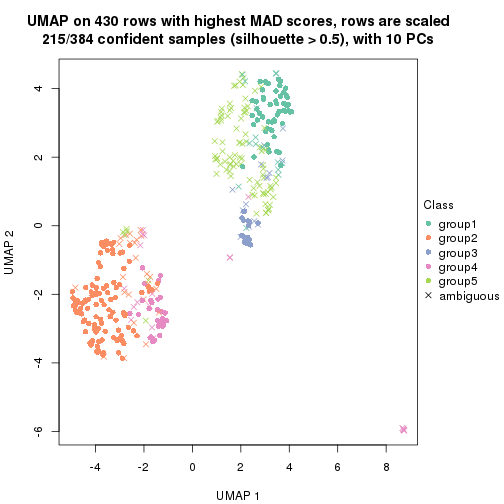 UMAP on 430 rows with highest MAD scores, rows are scaled
215/384 confident samples (silhouette > 0.5), with 10 PCs
4
2
0
-2
-4
-6
UMAP 2
-4
-2
0
2
4
6
8
UMAP 1
Class
group1
group2
group3
group4
group5
ambiguous